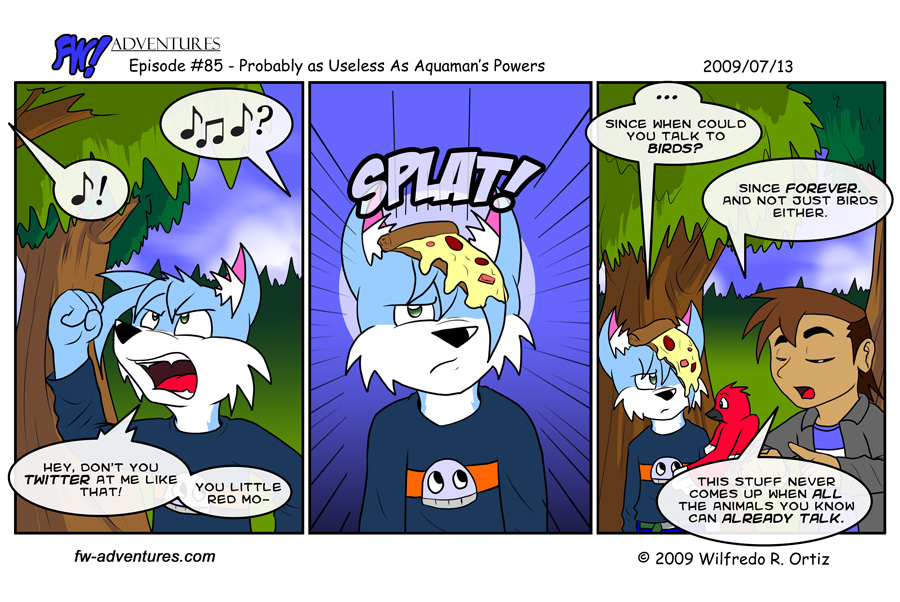 FW! ADVENTURES
Episode #85 - Probably as Useless As Aquaman's Powers
2009/07/13
♪♫♪?
♪!
HEY, DON'T YOU
TWITTER AT ME LIKE
THAT!
YOU LITTLE
RED MO-
SPLAT!
...
SINCE WHEN COULD
YOU TALK TO
BIRDS?
SINCE FOREVER.
AND NOT JUST BIRDS
EITHER.
THIS STUFF NEVER
COMES UP WHEN ALL
THE ANIMALS YOU KNOW
CAN ALREADY TALK.
fw-adventures.com
© 2009 Wilfredo R. Ortiz